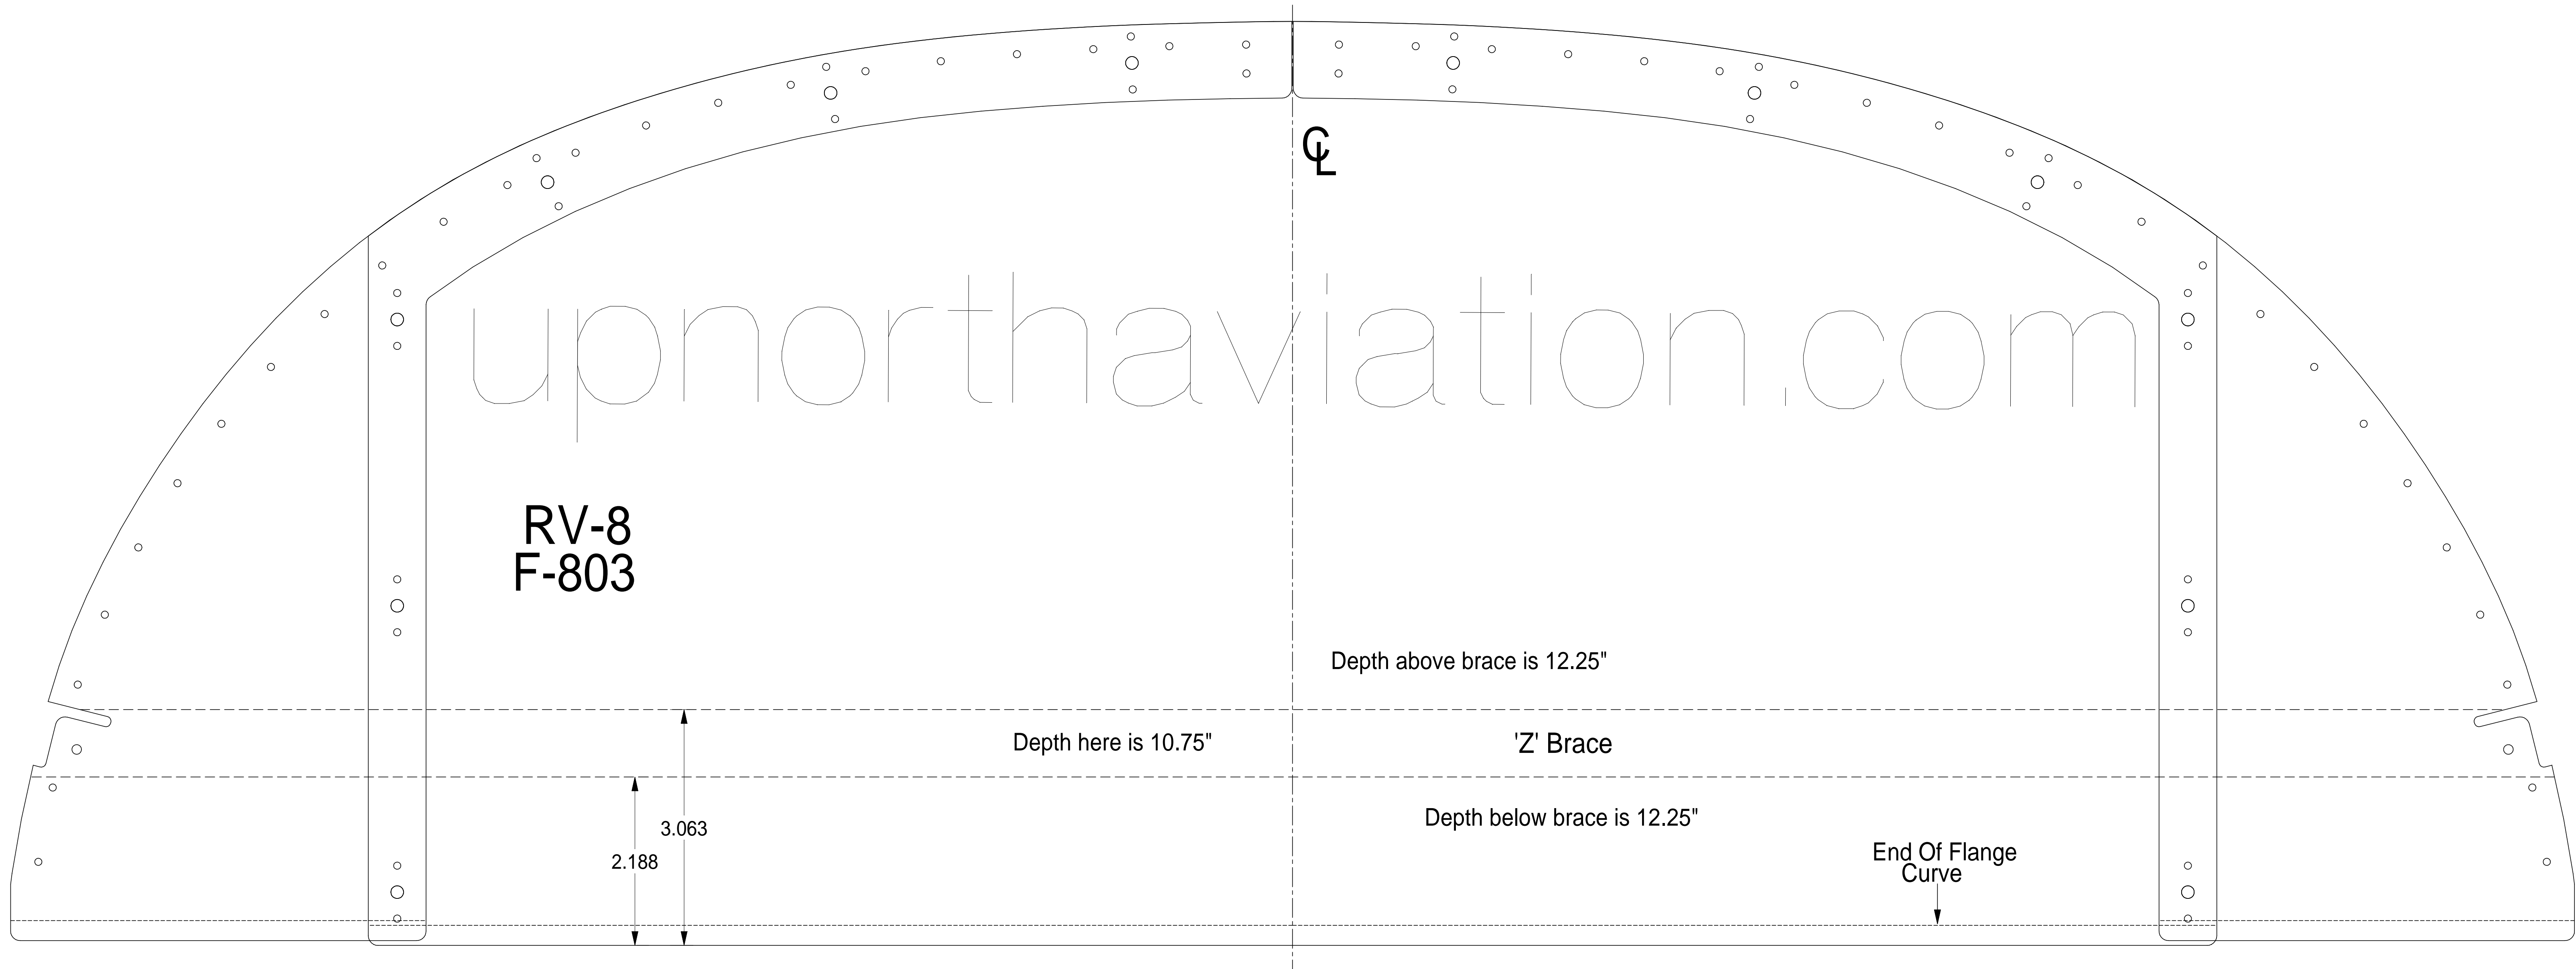 ℄
upnorthaviation.com
RV-8
F-803
Depth above brace is 12.25"
Depth here is 10.75"
'Z' Brace
Depth below brace is 12.25"
3.063
2.188
End Of Flange
Curve